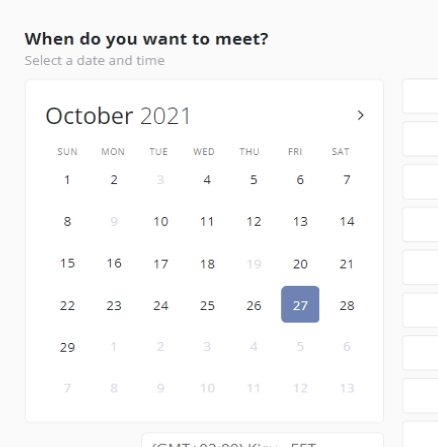 When do you want to meet?
Select a date and time
October 2021 >
SUN MON TUE WED THU FRI SAT
1 2 3 4 5 6 7
8 9 10 11 12 13 14
15 16 17 18 19 20 21
22 23 24 25 26 27 28
29 1 2 3 4 5 6
7 8 9 10 11 12 13